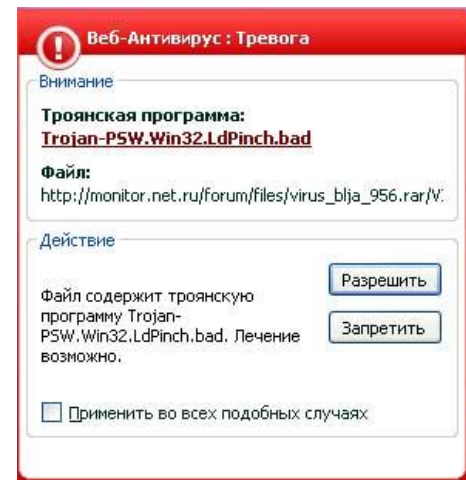 Веб-Антивирус : Тревога
Внимание
Троянская программа:
Trojan-PSW.Win32.LdPinch.bad
Файл:
http://monitor.net.ru/forum/files/virus_blja_956.rar/V.
Действие
Файл содержит троянскую
программу Trojan-
PSW.Win32.LdPinch.bad. Лечение
возможно.
Разрешить
Запретить
Применить во всех подобных случаях